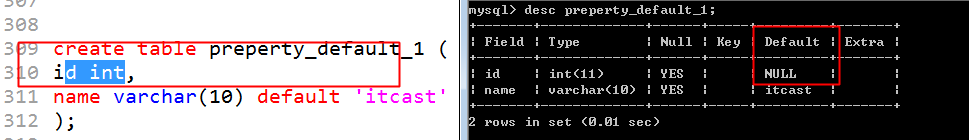 307
308
309 create table preperty_default_1 (
310 id int,
311 name varchar(10) default 'itcast'
312 );
313
mysql> desc preperty_default_1;
+-------+-------------+------+-----+---------+-------+
| Field | Type | Null | Key | Default | Extra |
+-------+-------------+------+-----+---------+-------+
| id | int(11) | YES | | NULL | |
| name | varchar(10) | YES | | itcast | |
+-------+-------------+------+-----+---------+-------+
2 rows in set (0.01 sec)